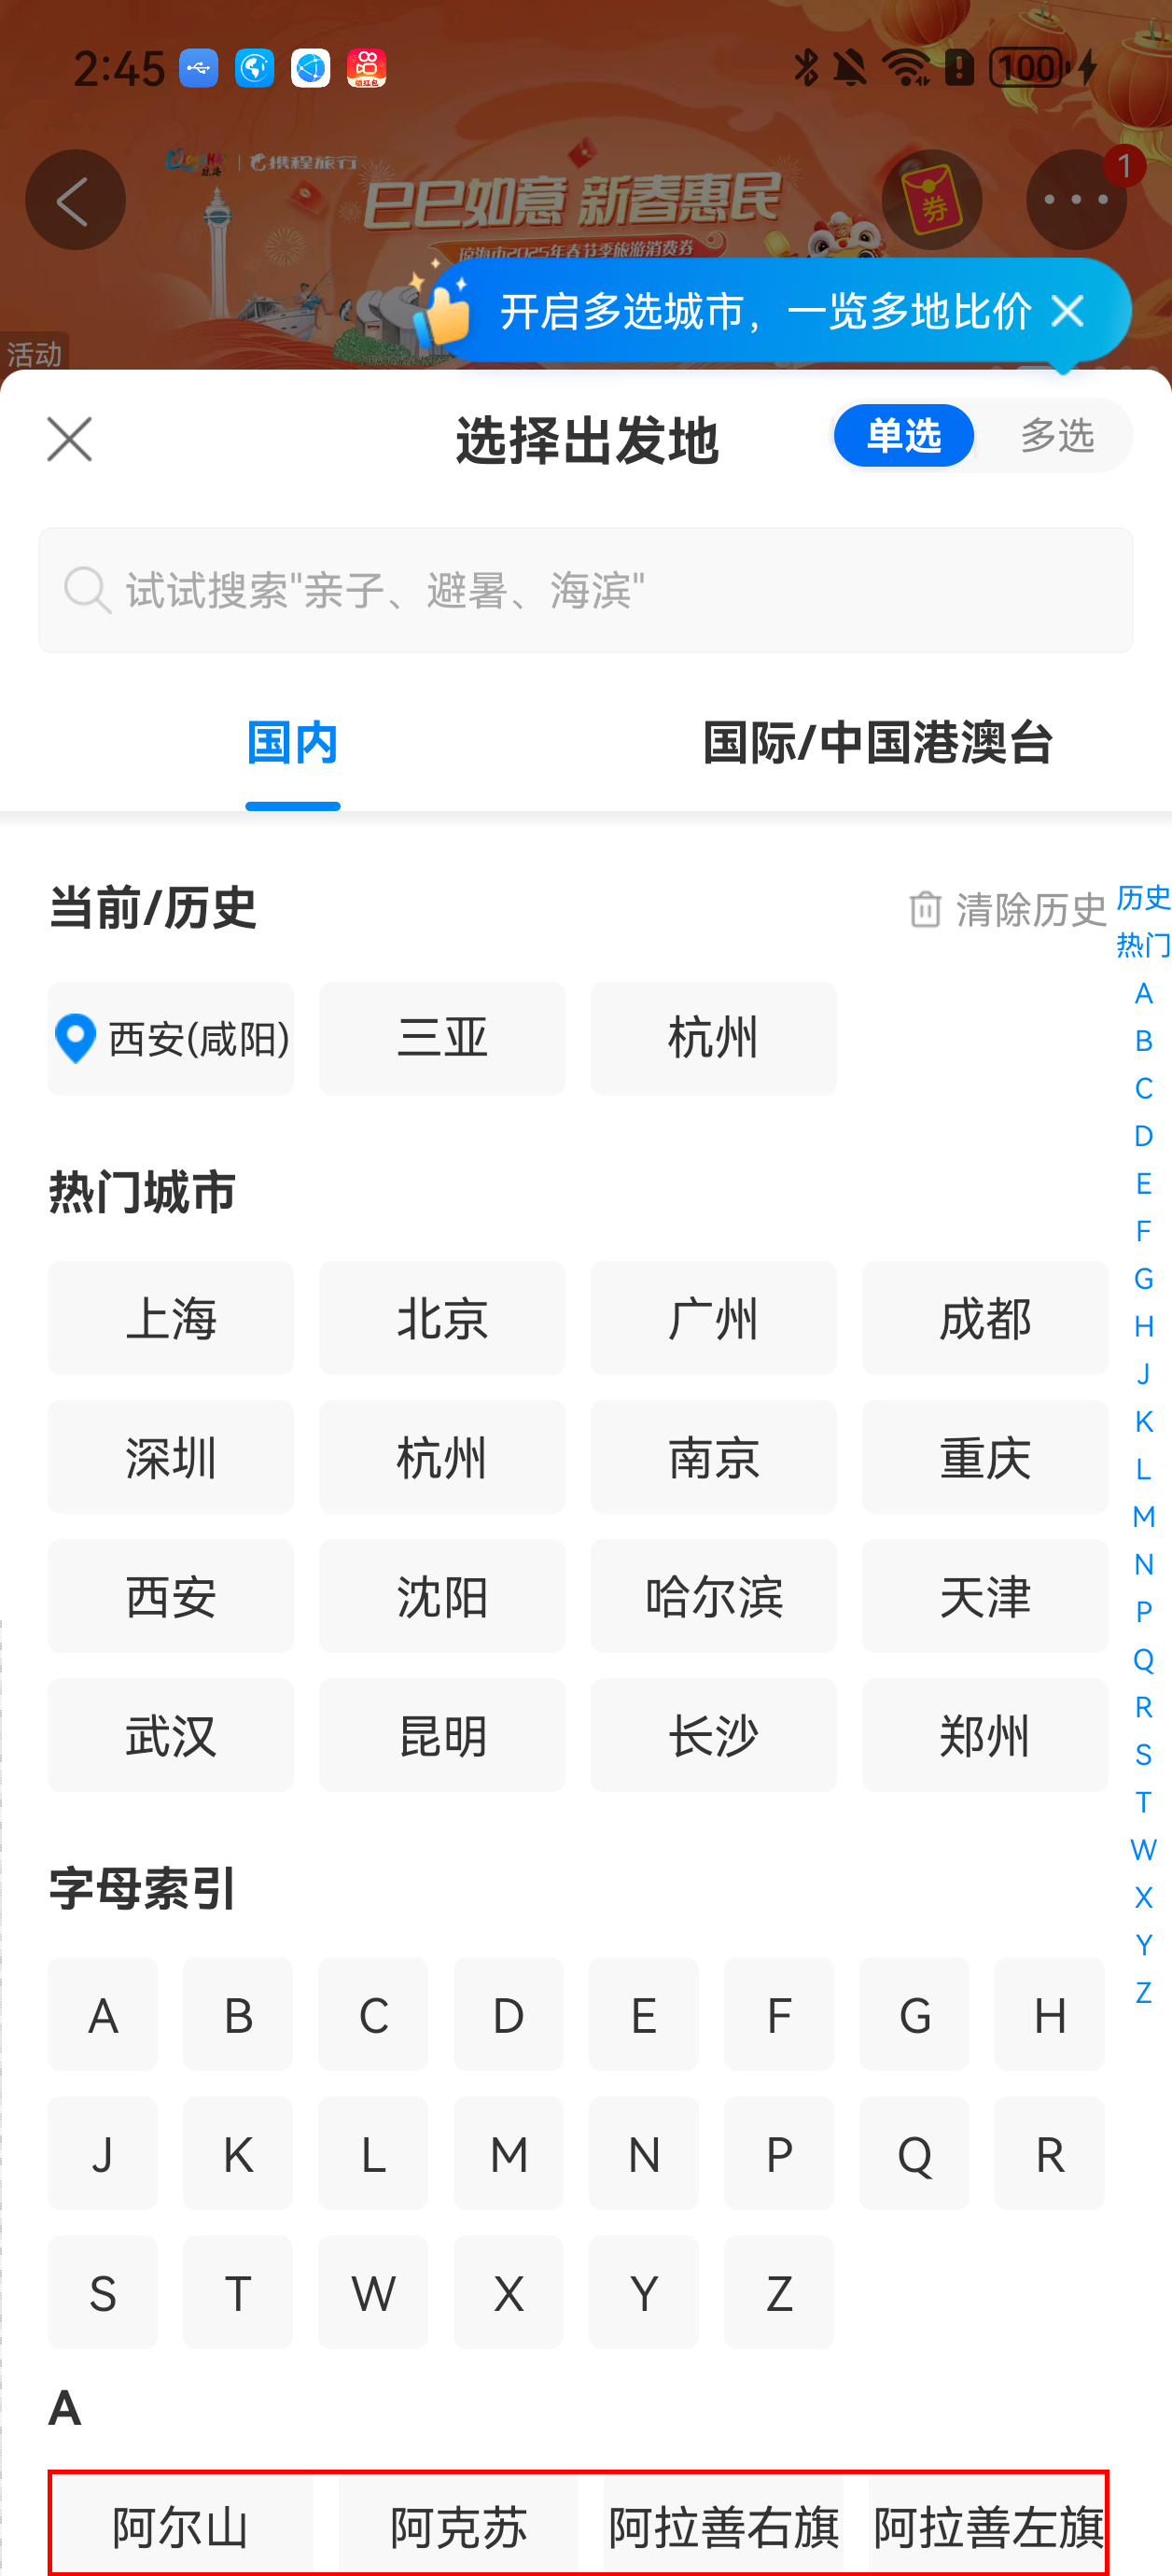 2:45
100
携程旅行
巳巳如意 新春惠民
琼海市2025年春节季旅游消费券
券
1
开启多选城市，一览多地比价
活动
选择出发地
单选
多选
试试搜索"亲子、避暑、海滨"
国内
国际/中国港澳台
当前/历史
清除历史
西安(咸阳)
三亚
杭州
热门城市
上海
北京
广州
成都
深圳
杭州
南京
重庆
西安
沈阳
哈尔滨
天津
武汉
昆明
长沙
郑州
字母索引
A
B
C
D
E
F
G
H
J
K
L
M
N
P
Q
R
S
T
W
X
Y
Z
A
阿尔山
阿克苏
阿拉善右旗
阿拉善左旗
历史
热门
A
B
C
D
E
F
G
H
J
K
L
M
N
P
Q
R
S
T
W
X
Y
Z